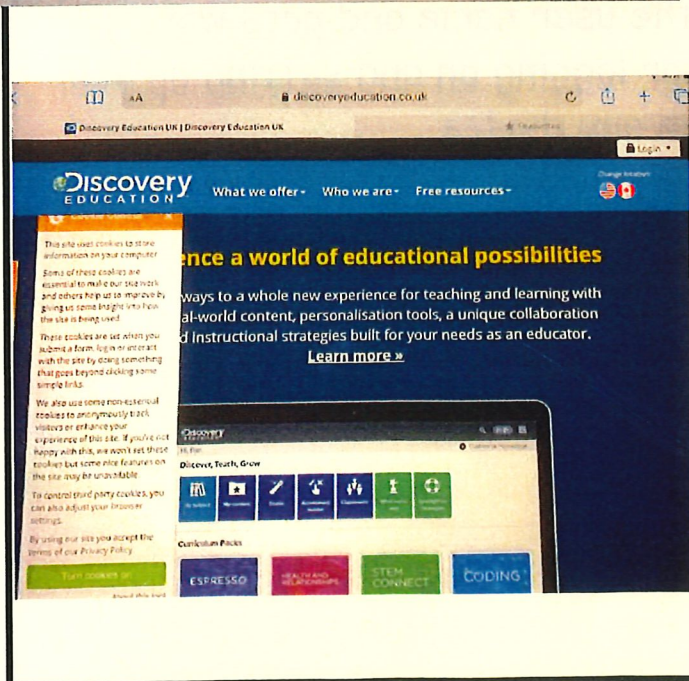 AA
discoveryeducation.co.uk
Discovery Education UK | Discovery Education UK
Login
DISCOVERY
EDUCATION
What we offer
Who we are
Free resources
Change location
ence a world of educational possibilities
ways to a whole new experience for teaching and learning with
al-world content, personalisation tools, a unique collaboration
d instructional strategies built for your needs as an educator.
Learn more »
This site uses cookies to store
information on your computer.
Some of these cookies are
essential to make our site work
and others help us to improve by
giving us some insight into how
the site is being used.
These cookies are set when you
submit a form, login or interact
with the site by doing something
that goes beyond clicking some
simple links.
We also use some non-essential
cookies to anonymously track
visitors or enhance your
experience of this site. If you're not
happy with this, we won't set these
cookies but some nice features on
the site may be unavailable.
To control third party cookies, you
can also adjust your browser
settings.
By using our site you accept the
terms of our Privacy Policy.
Turn cookies on
About this tool
Discovery
Discover, Teach, Grow
Curriculum Packs
ESPRESSO
HEALTH AND
RELATIONSHIPS
STEM
CONNECT
CODING